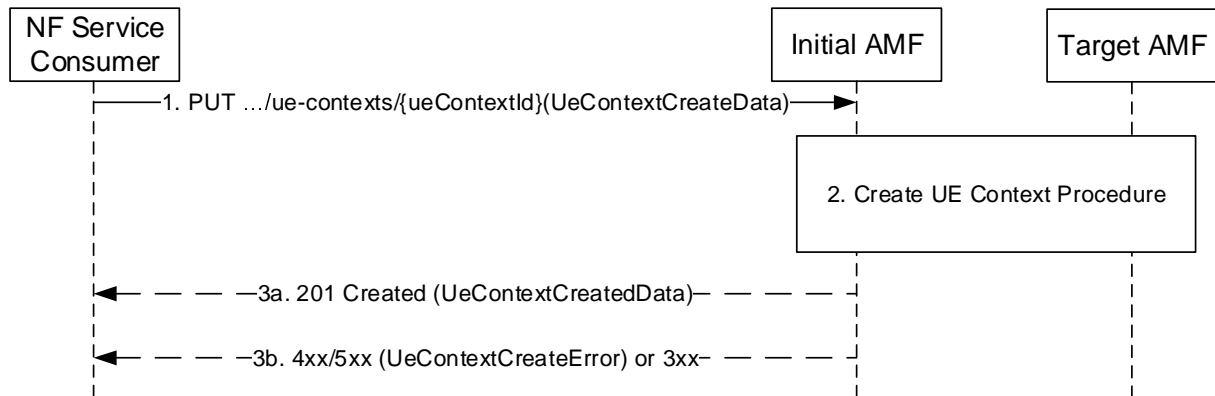 NF Service
Consumer
Initial AMF
Target AMF
1. PUT …/ue-contexts/{ueContextId}(UeContextCreateData)
2. Create UE Context Procedure
3a. 201 Created (UeContextCreatedData)
3b. 4xx/5xx (UeContextCreateError) or 3xx